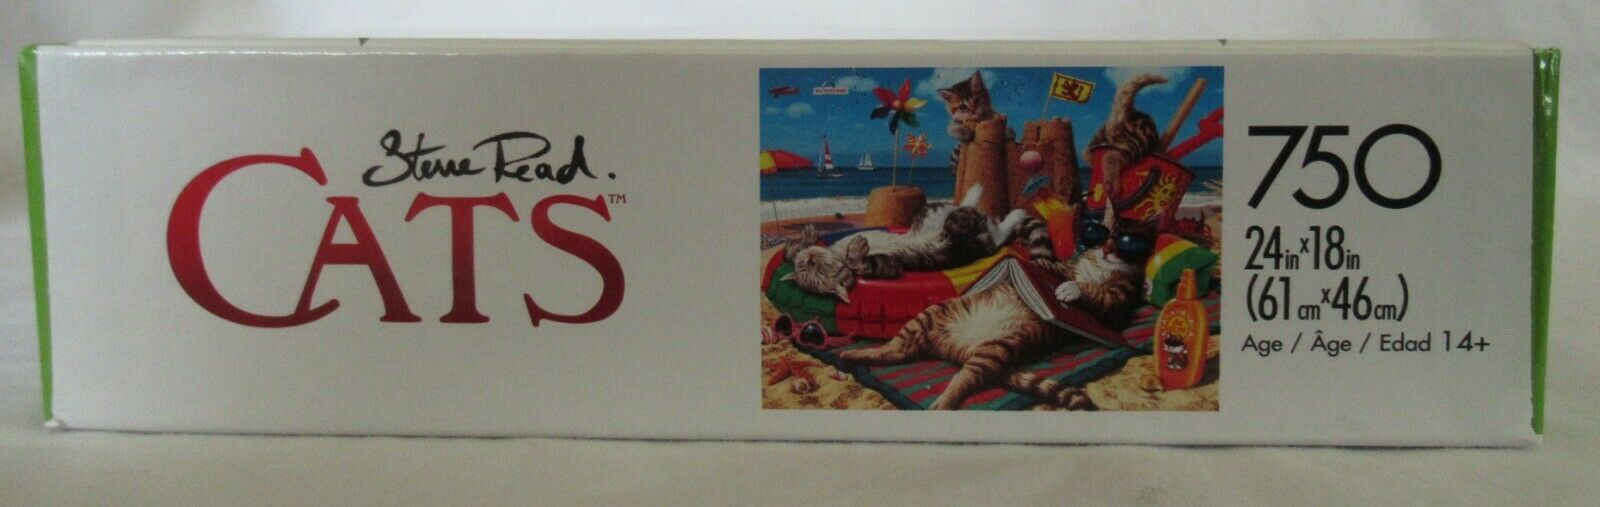 Steve Read.
CATS™
750
24in x 18in
(61cm x 46cm)
Age / Âge / Edad 14+